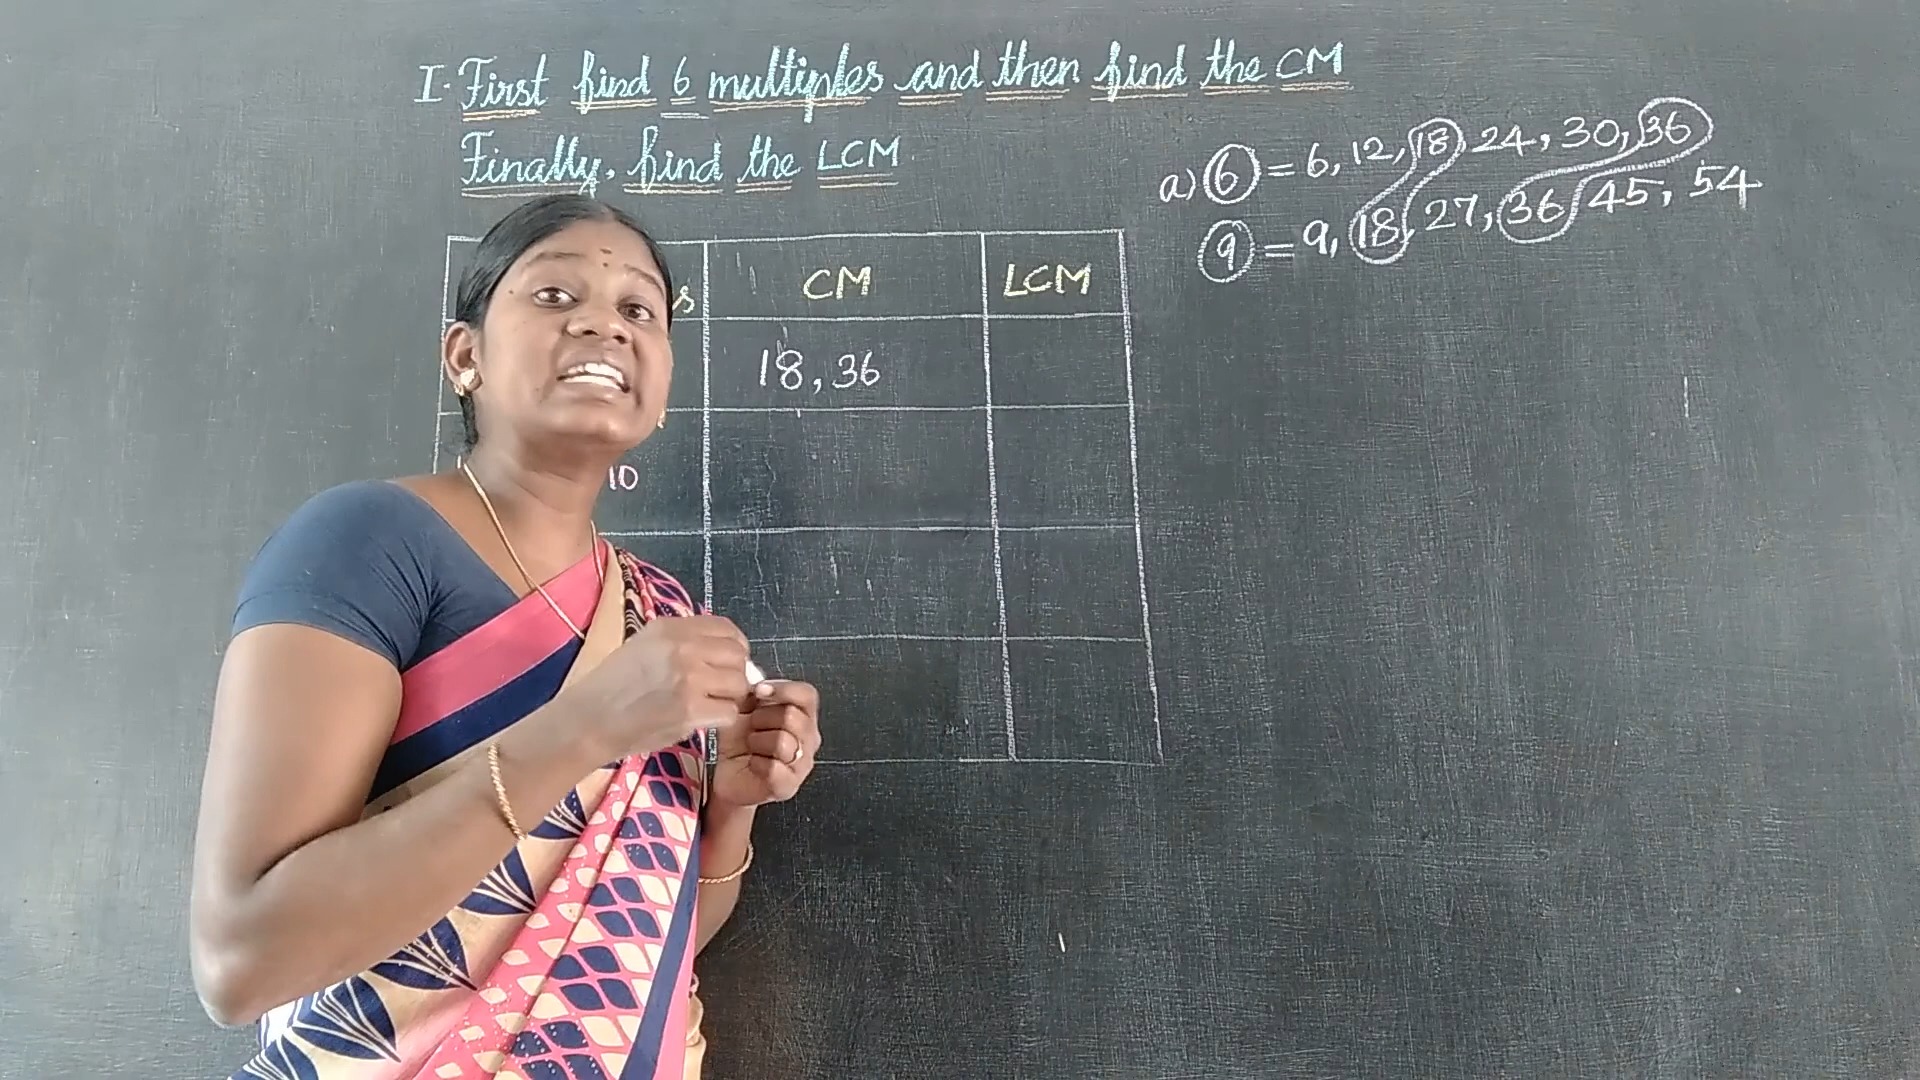 I. First find 6 multiples and then find the CM
Finally, find the LCM.
a) 6 = 6, 12, 18, 24, 30, 36
9 = 9, 18, 27, 36, 45, 54
s CM LCM
18, 36
10